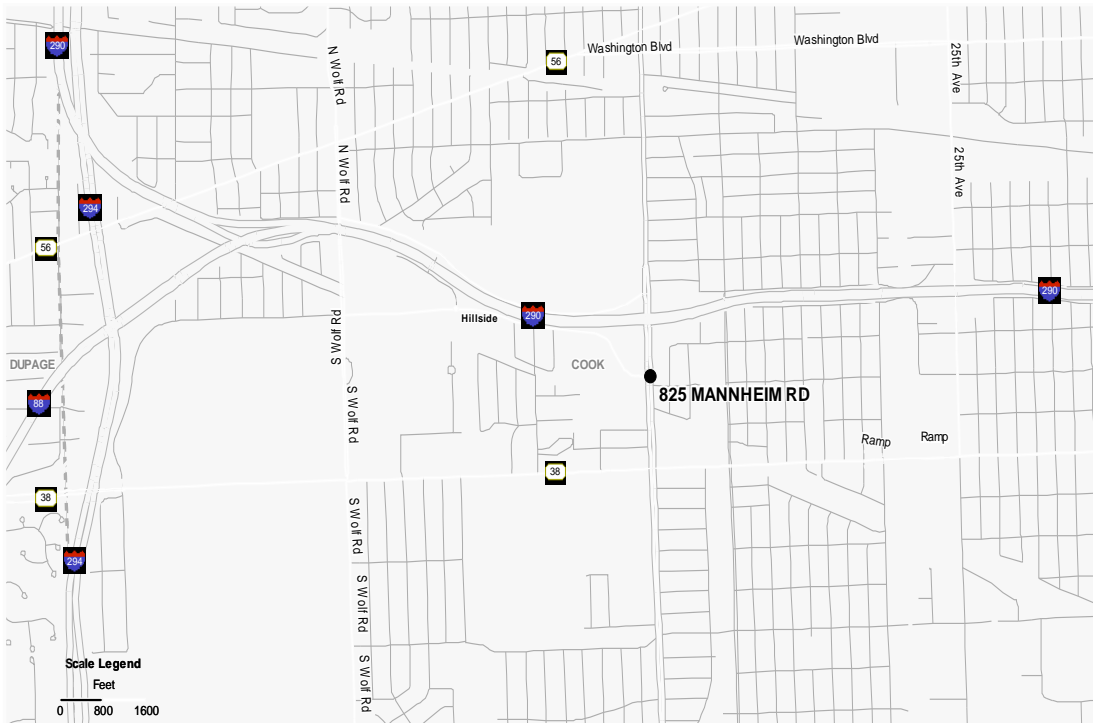 Washington Blvd
Washington Blvd
290
N Wolf Rd
56
25th Ave
N Wolf Rd
25th Ave
294
56
290
290
Hillside
S Wolf Rd
DUPAGE
COOK
825 MANNHEIM RD
88
S Wolf Rd
Ramp
Ramp
38
38
S Wolf Rd
294
S Wolf Rd
S Wolf Rd
Scale Legend
Feet
0 800 1600